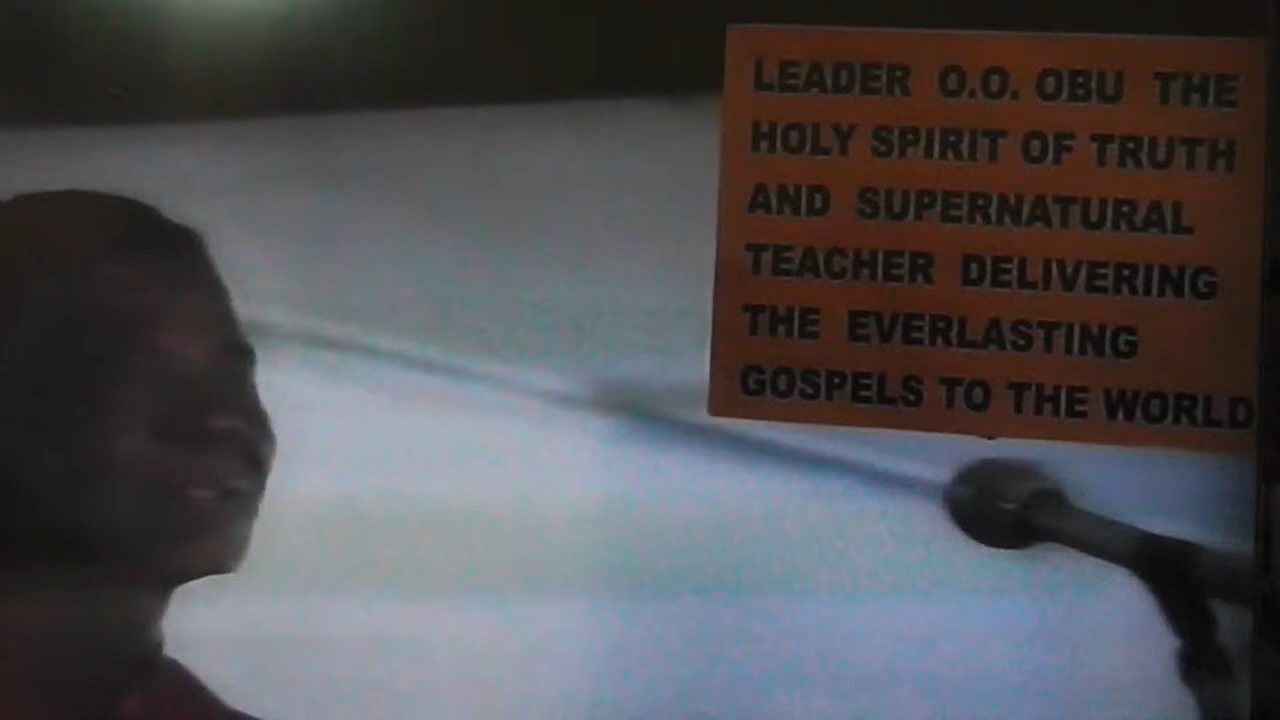 LEADER O.O. OBU THE
HOLY SPIRIT OF TRUTH
AND SUPERNATURAL
TEACHER DELIVERING
THE EVERLASTING
GOSPELS TO THE WORLD